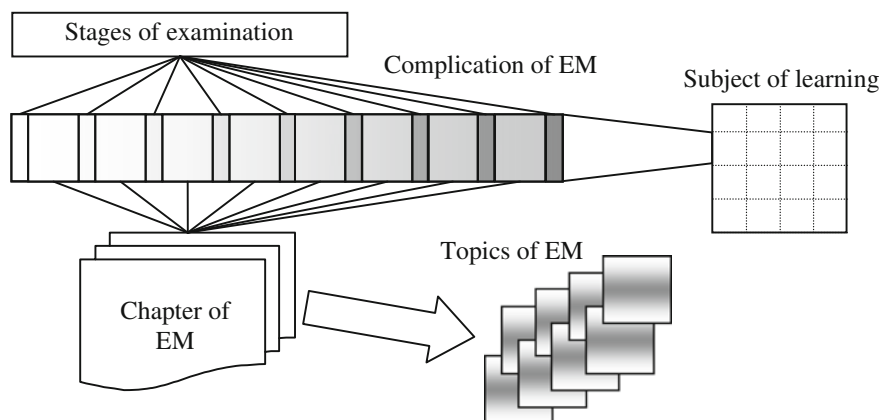 Stages of examination
Complication of EM
Subject of learning
Topics of EM
Chapter of
EM